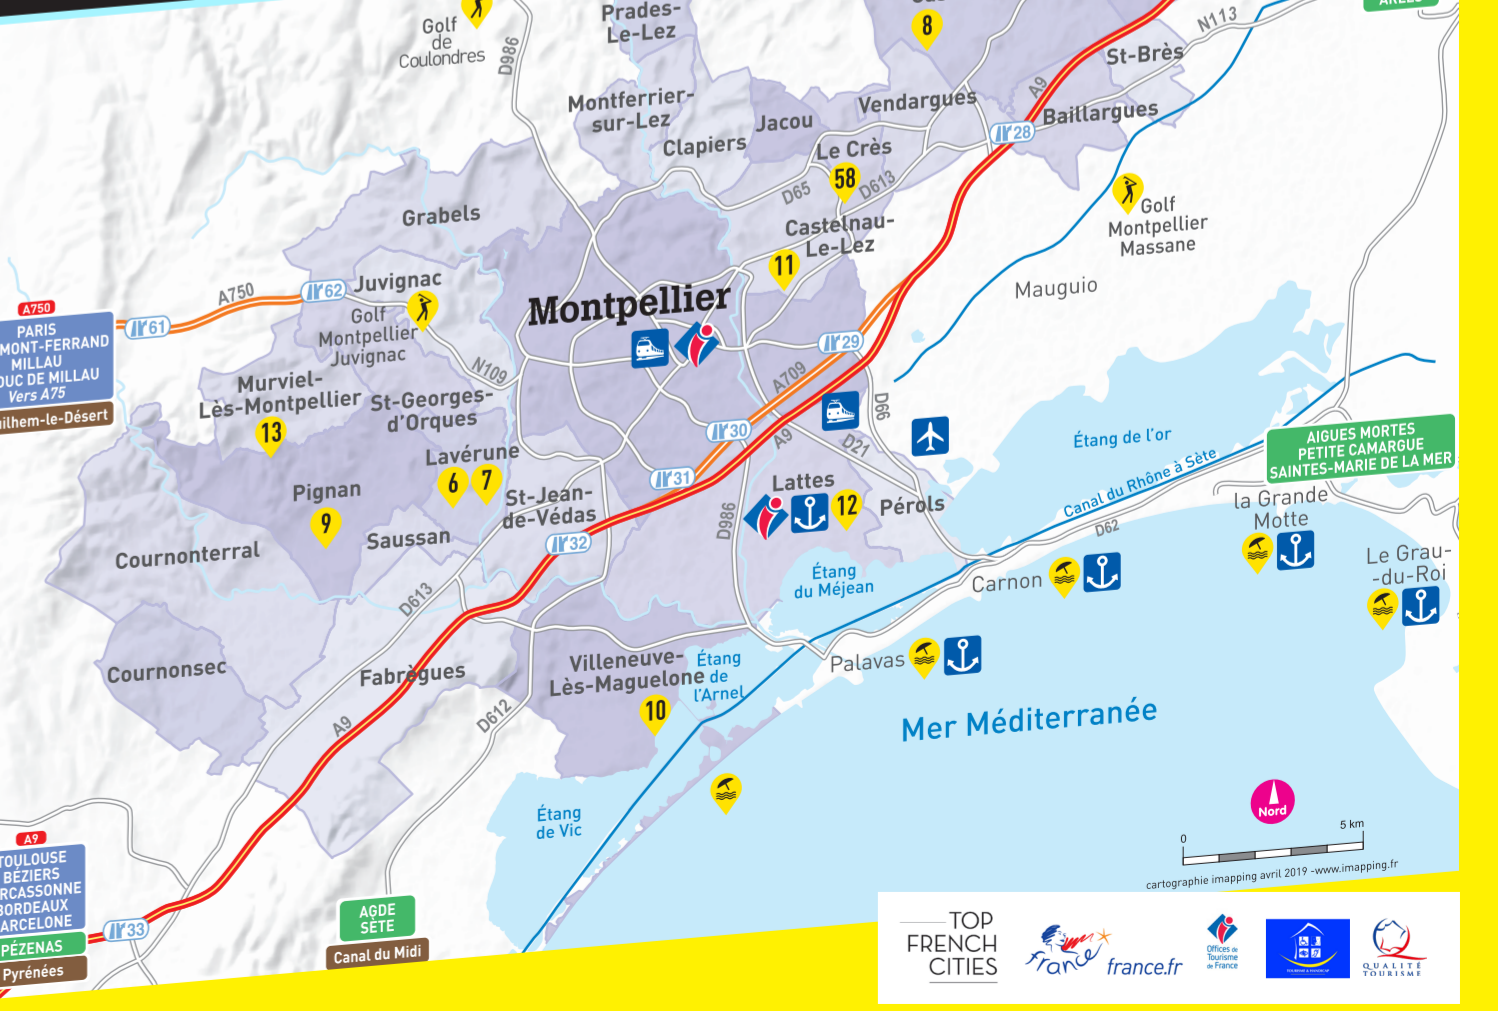 Golf
de
Coulondres
D986
Prades-
Le-Lez
8
N113
St-Brès
A9
Baillargues
28
Vendargues
Montferrier-
sur-Lez
Jacou
Clapiers
Le Crès
58
D65
D613
Castelnau-
Le-Lez
11
Golf
Montpellier
Massane
Mauguio
Grabels
Juvignac
62
A750
61
A750
PARIS
MONT-FERRAND
MILLAU
DUC DE MILLAU
Vers A75
uilhem-le-Désert
Golf
Montpellier
Juvignac
N109
Montpellier
29
A709
30
31
A9
D66
D21
Murviel-
Lès-Montpellier
13
St-Georges-
d'Orques
Lavérune
6
7
Pignan
9
St-Jean-
de-Védas
Saussan
Cournonterral
32
D986
Lattes
12
Pérols
Étang de l'or
Canal du Rhône à Sète
D62
AIGUES MORTES
PETITE CAMARGUE
SAINTES-MARIE DE LA MER
la Grande
Motte
Le Grau-
-du-Roi
Carnon
Étang
du Méjean
Palavas
D613
Cournonsec
Fabrègues
A9
D612
Villeneuve-
Lès-Maguelone
10
Étang
de
l'Arnel
Mer Méditerranée
Étang
de Vic
Nord
0
5 km
cartographie imapping avril 2019 -www.imapping.fr
A9
TOULOUSE
BÉZIERS
RCASSONNE
BORDEAUX
ARCELONE
PÉZENAS
Pyrénées
33
AGDE
SÈTE
Canal du Midi
TOP
FRENCH
CITIES
france
france.fr
Offices de
Tourisme
de France
TOURISME & HANDICAP
QUALITÉ
TOURISME